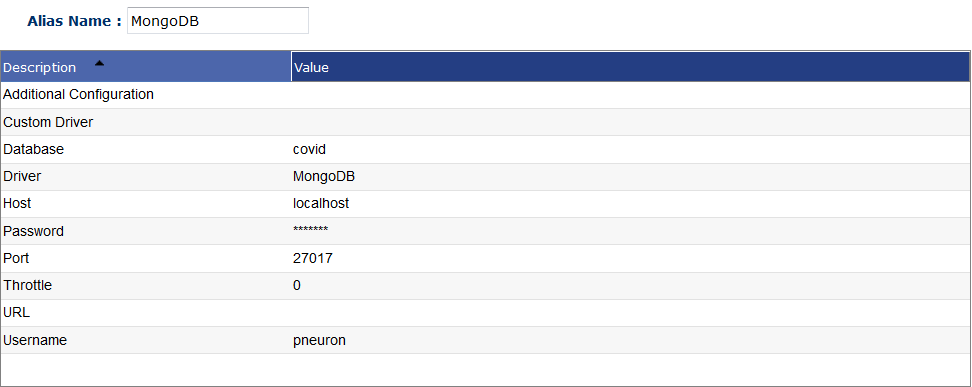 Alias Name : MongoDB
Description Value
Additional Configuration
Custom Driver
Database covid
Driver MongoDB
Host localhost
Password *******
Port 27017
Throttle 0
URL
Username pneuron